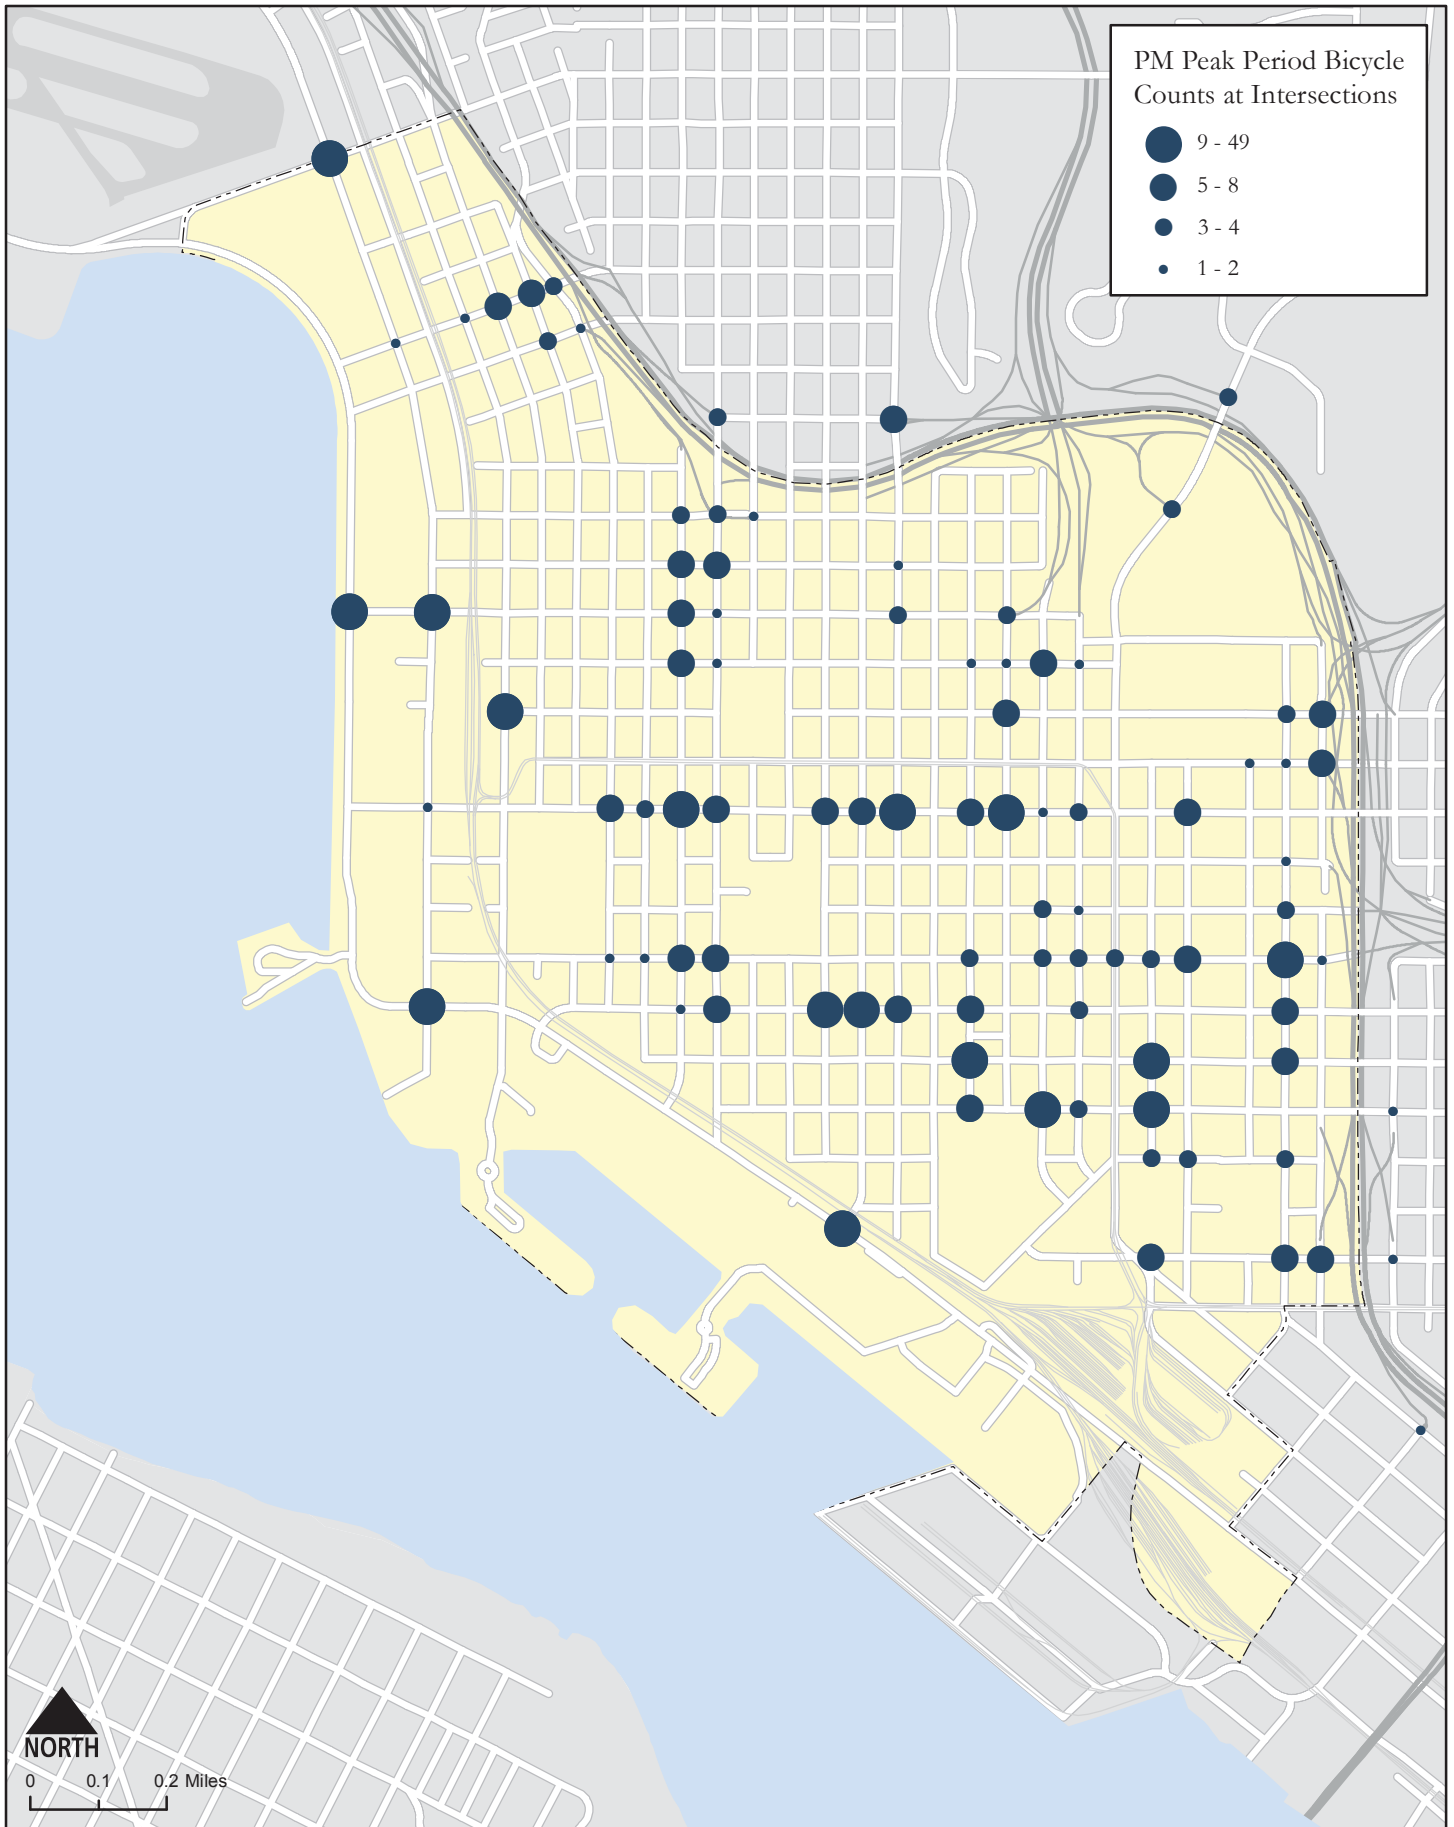 PM Peak Period Bicycle
Counts at Intersections
9 - 49
5 - 8
3 - 4
1 - 2
NORTH
0 0.1 0.2 Miles